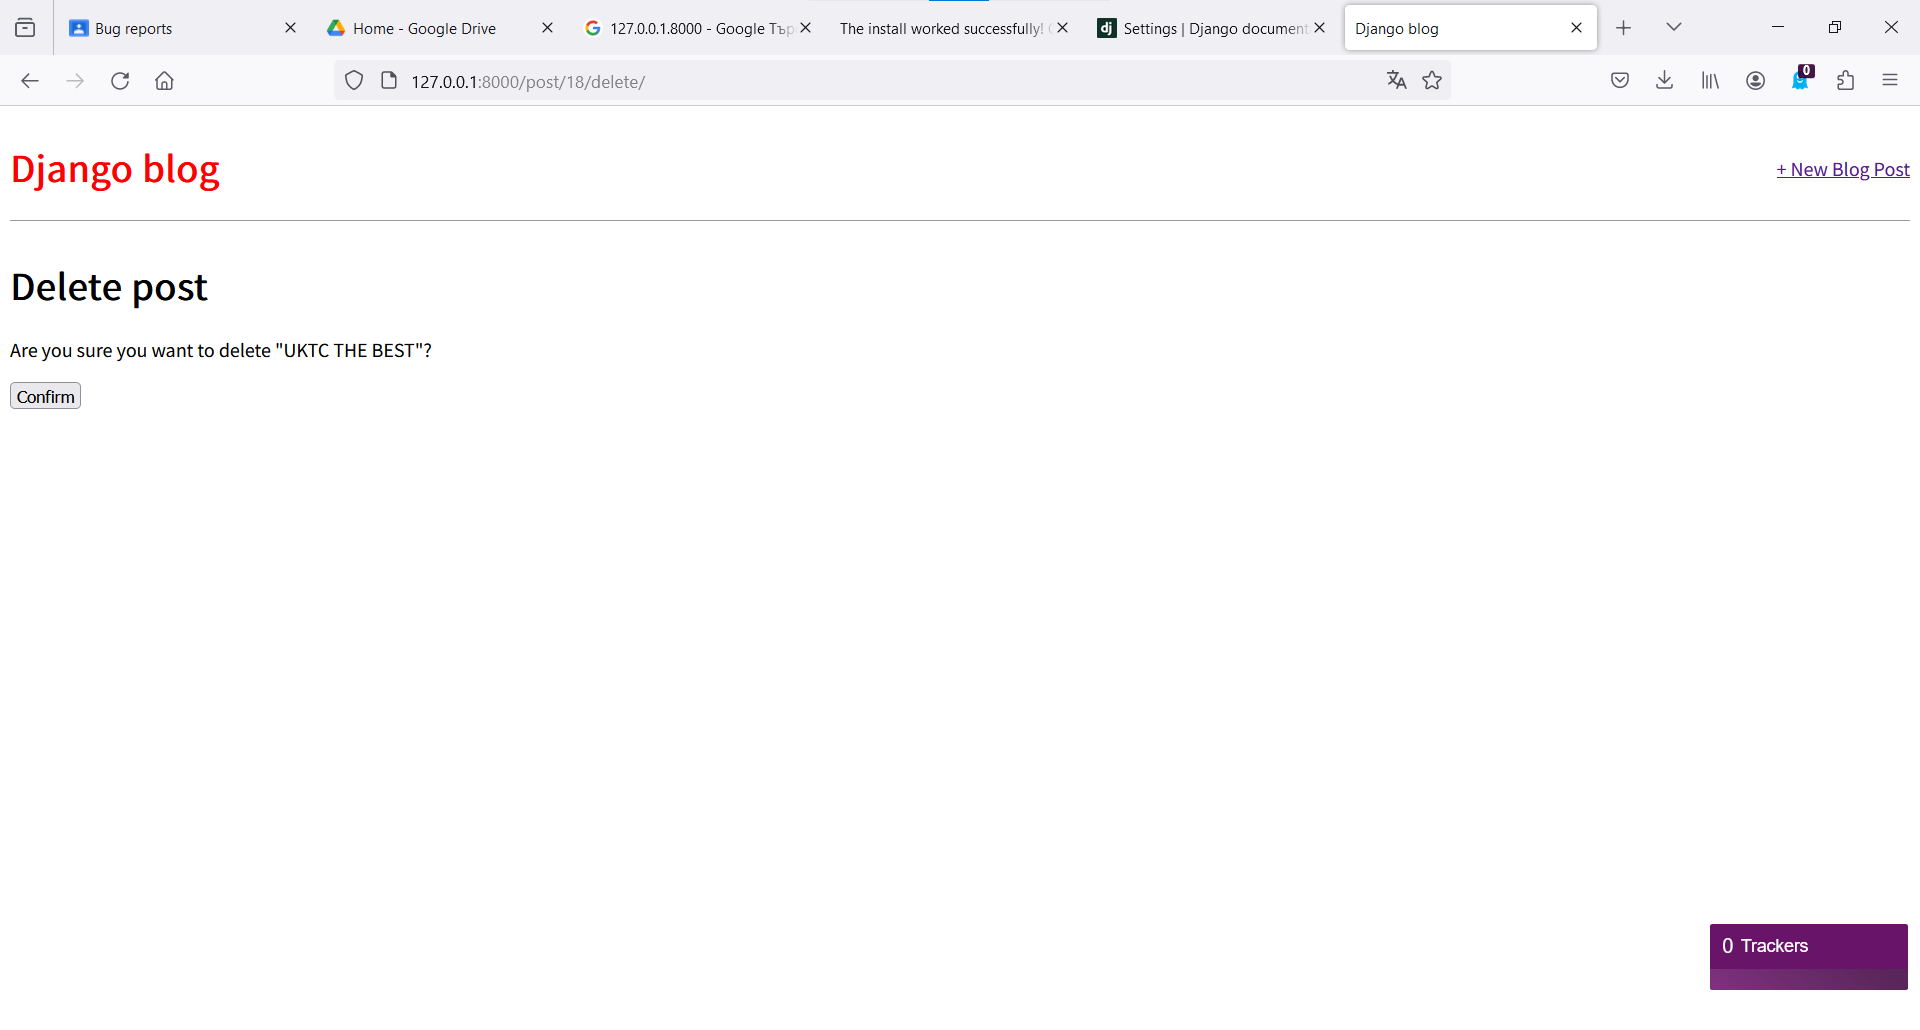 Bug reports
Home - Google Drive
127.0.0.1.8000 - Google Тър
The install worked successfully!
Settings | Django document
Django blog
127.0.0.1:8000/post/18/delete/
0
Django blog
+ New Blog Post
Delete post
Are you sure you want to delete "UKTC THE BEST"?
Confirm
0 Trackers